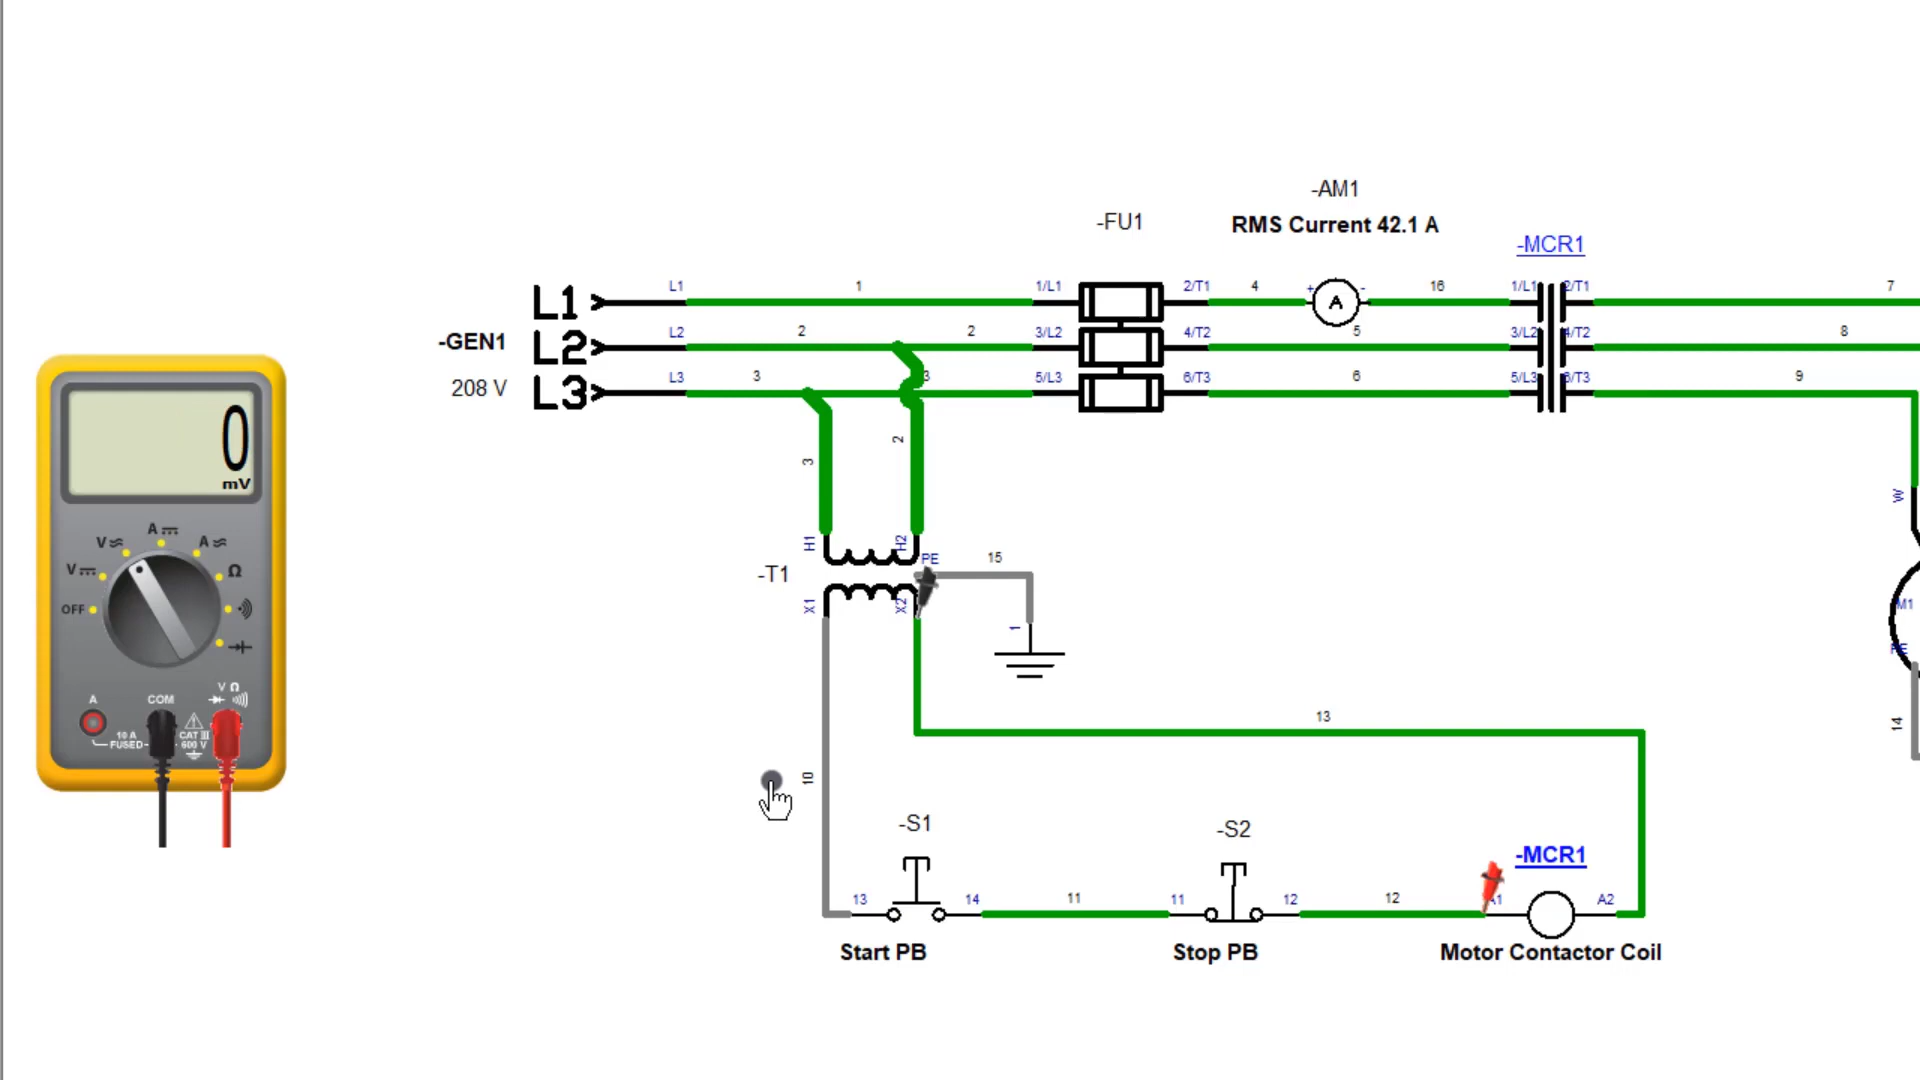 -AM1
-FU1
RMS Current 42.1 A
-MCR1
L1
L1
1
1/L1
2/T1
4
+
A
-
16
1/L1
2/T1
7
-GEN1
L2
L2
2
2
3/L2
4/T2
5
3/L2
4/T2
8
208 V
L3
L3
3
3
5/L3
6/T3
6
5/L3
6/T3
9
0
mV
3
2
W
A
V
A
V
Ω
OFF
H1
H2
PE
15
-T1
X1
X2
1
M1
PE
13
14
V Ω
A
COM
10 A
FUSED
CAT III
600 V
10
-S1
-S2
-MCR1
13
14
11
11
12
12
A1
A2
Start PB
Stop PB
Motor Contactor Coil